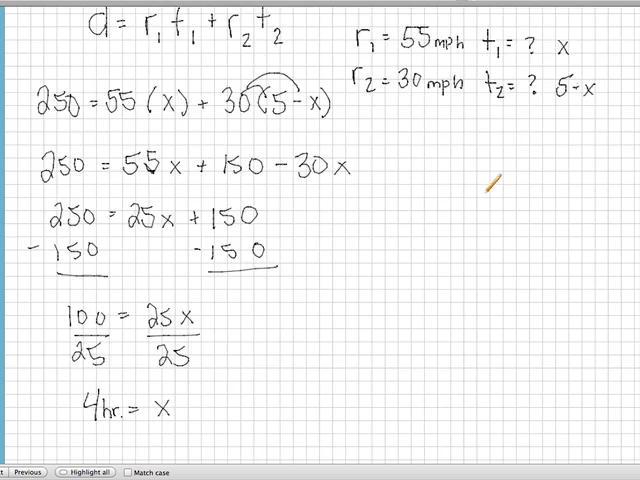 d = r₁ t₁ + r₂ t₂
r₁ = 55 mph t₁ = ? x
r₂ = 30 mph t₂ = ? 5-x
250 = 55 (x) + 30 (5 - x)
250 = 55x + 150 - 30x
250 = 25x + 150
- 150 - 150
100 = 25x
25 25
4 hr. = x
t Previous Highlight all Match case